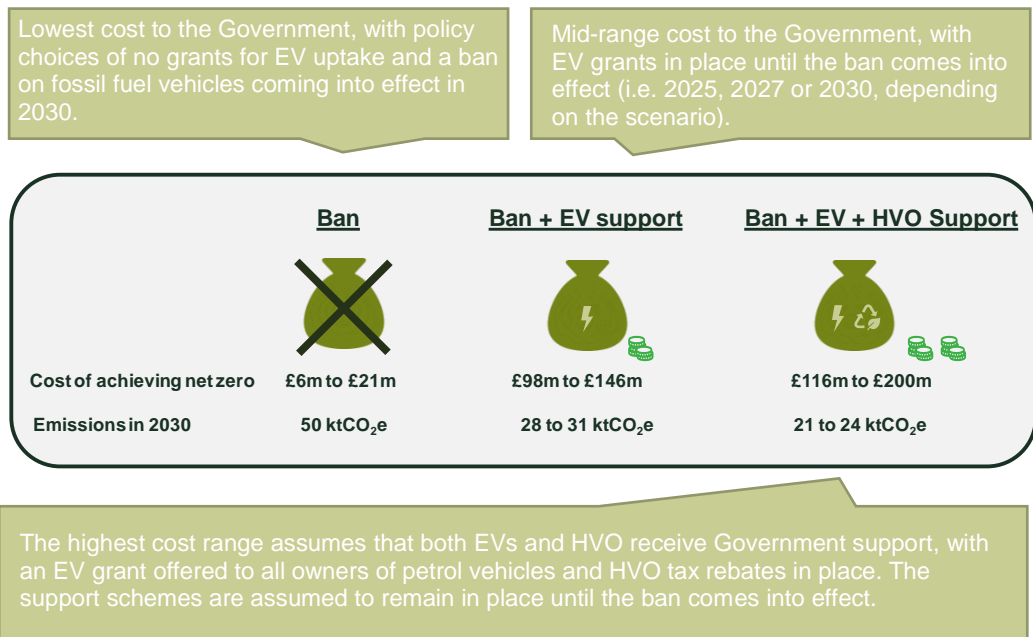 Lowest cost to the Government, with policy
choices of no grants for EV uptake and a ban
on fossil fuel vehicles coming into effect in
2030.
Mid-range cost to the Government, with
EV grants in place until the ban comes into
effect (i.e. 2025, 2027 or 2030, depending
on the scenario).
Ban Ban + EV support Ban + EV + HVO Support
Cost of achieving net zero £6m to £21m £98m to £146m £116m to £200m
Emissions in 2030 50 ktCO₂e 28 to 31 ktCO₂e 21 to 24 ktCO₂e
The highest cost range assumes that both EVs and HVO receive Government support, with
an EV grant offered to all owners of petrol vehicles and HVO tax rebates in place. The
support schemes are assumed to remain in place until the ban comes into effect.